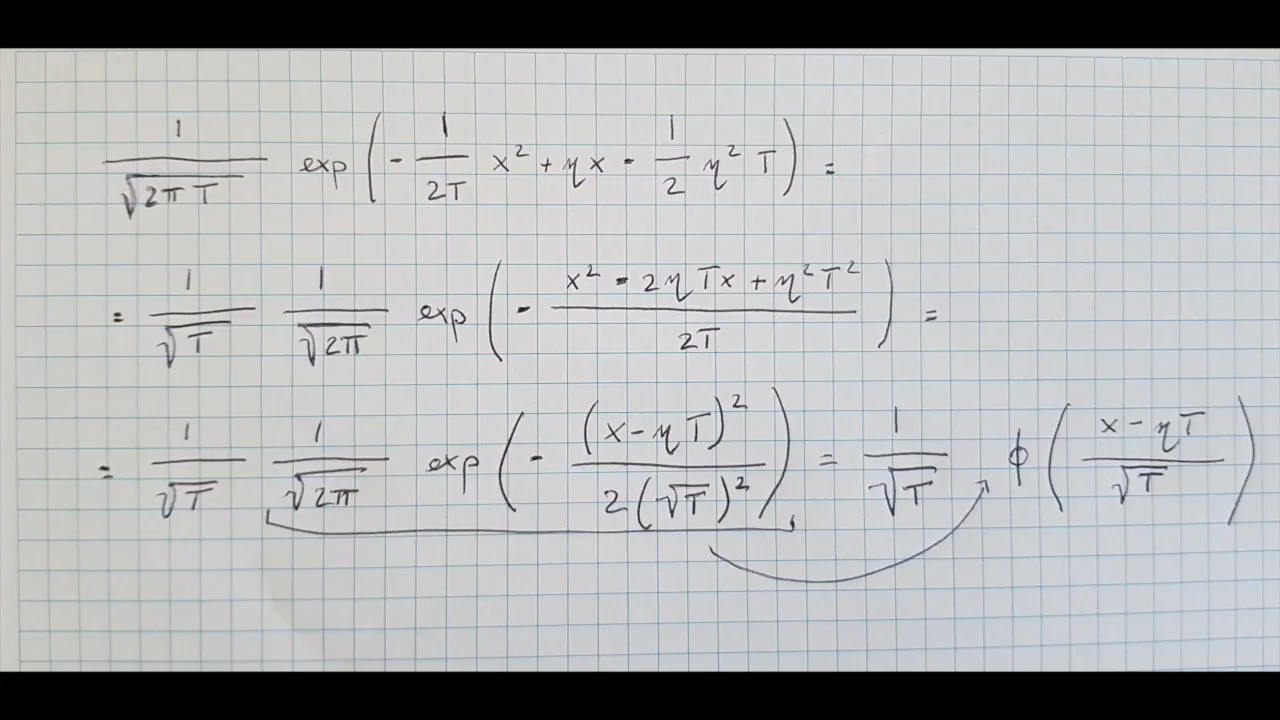 1/√(2π T) exp(- 1/2T x² + ηx - 1/2 η² T) =
= 1/√T 1/√2π exp(- (x² - 2ηTx + η²T²)/2T) =
= 1/√T 1/√2π exp(- (x-ηT)²/2(√T)²) = 1/√T ϕ((x-ηT)/√T)